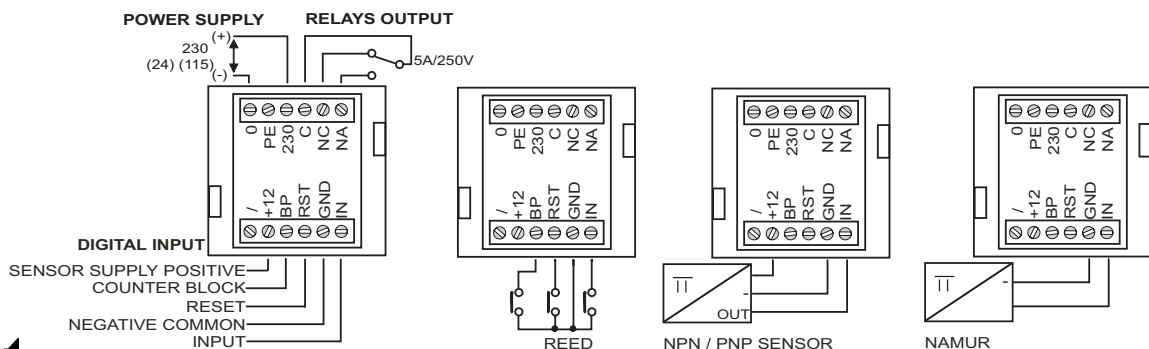 POWER SUPPLY
RELAYS OUTPUT
(+)
230
(24) (115)
(-)
5A/250V
0 PE 230 C NC NA
/ +12 BP RST GND IN
DIGITAL INPUT
SENSOR SUPPLY POSITIVE
COUNTER BLOCK
RESET
NEGATIVE COMMON
INPUT
0 PE 230 C NC NA
/ +12 BP RST GND IN
REED
0 PE 230 C NC NA
/ +12 BP RST GND IN
-
OUT
NPN / PNP SENSOR
0 PE 230 C NC NA
/ +12 BP RST GND IN
-
NAMUR